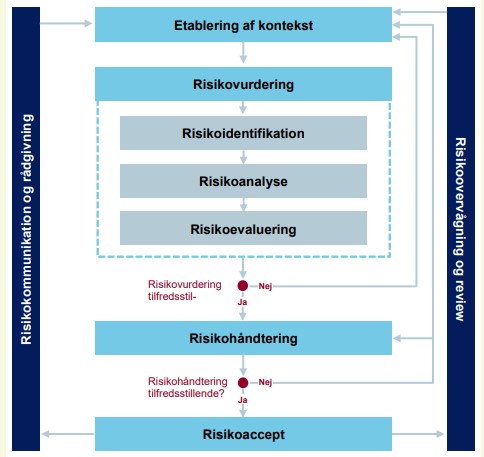 Risikokommunikation og rådgivning
Etablering af kontekst
Risikovurdering
Risikoidentifikation
Risikoanalyse
Risikoevaluering
Risikovurdering
tilfredsstil-
Nej
Ja
Risikohåndtering
Risikohåndtering
tilfredsstillende?
Nej
Ja
Risikoaccept
Risikoovervågning og review